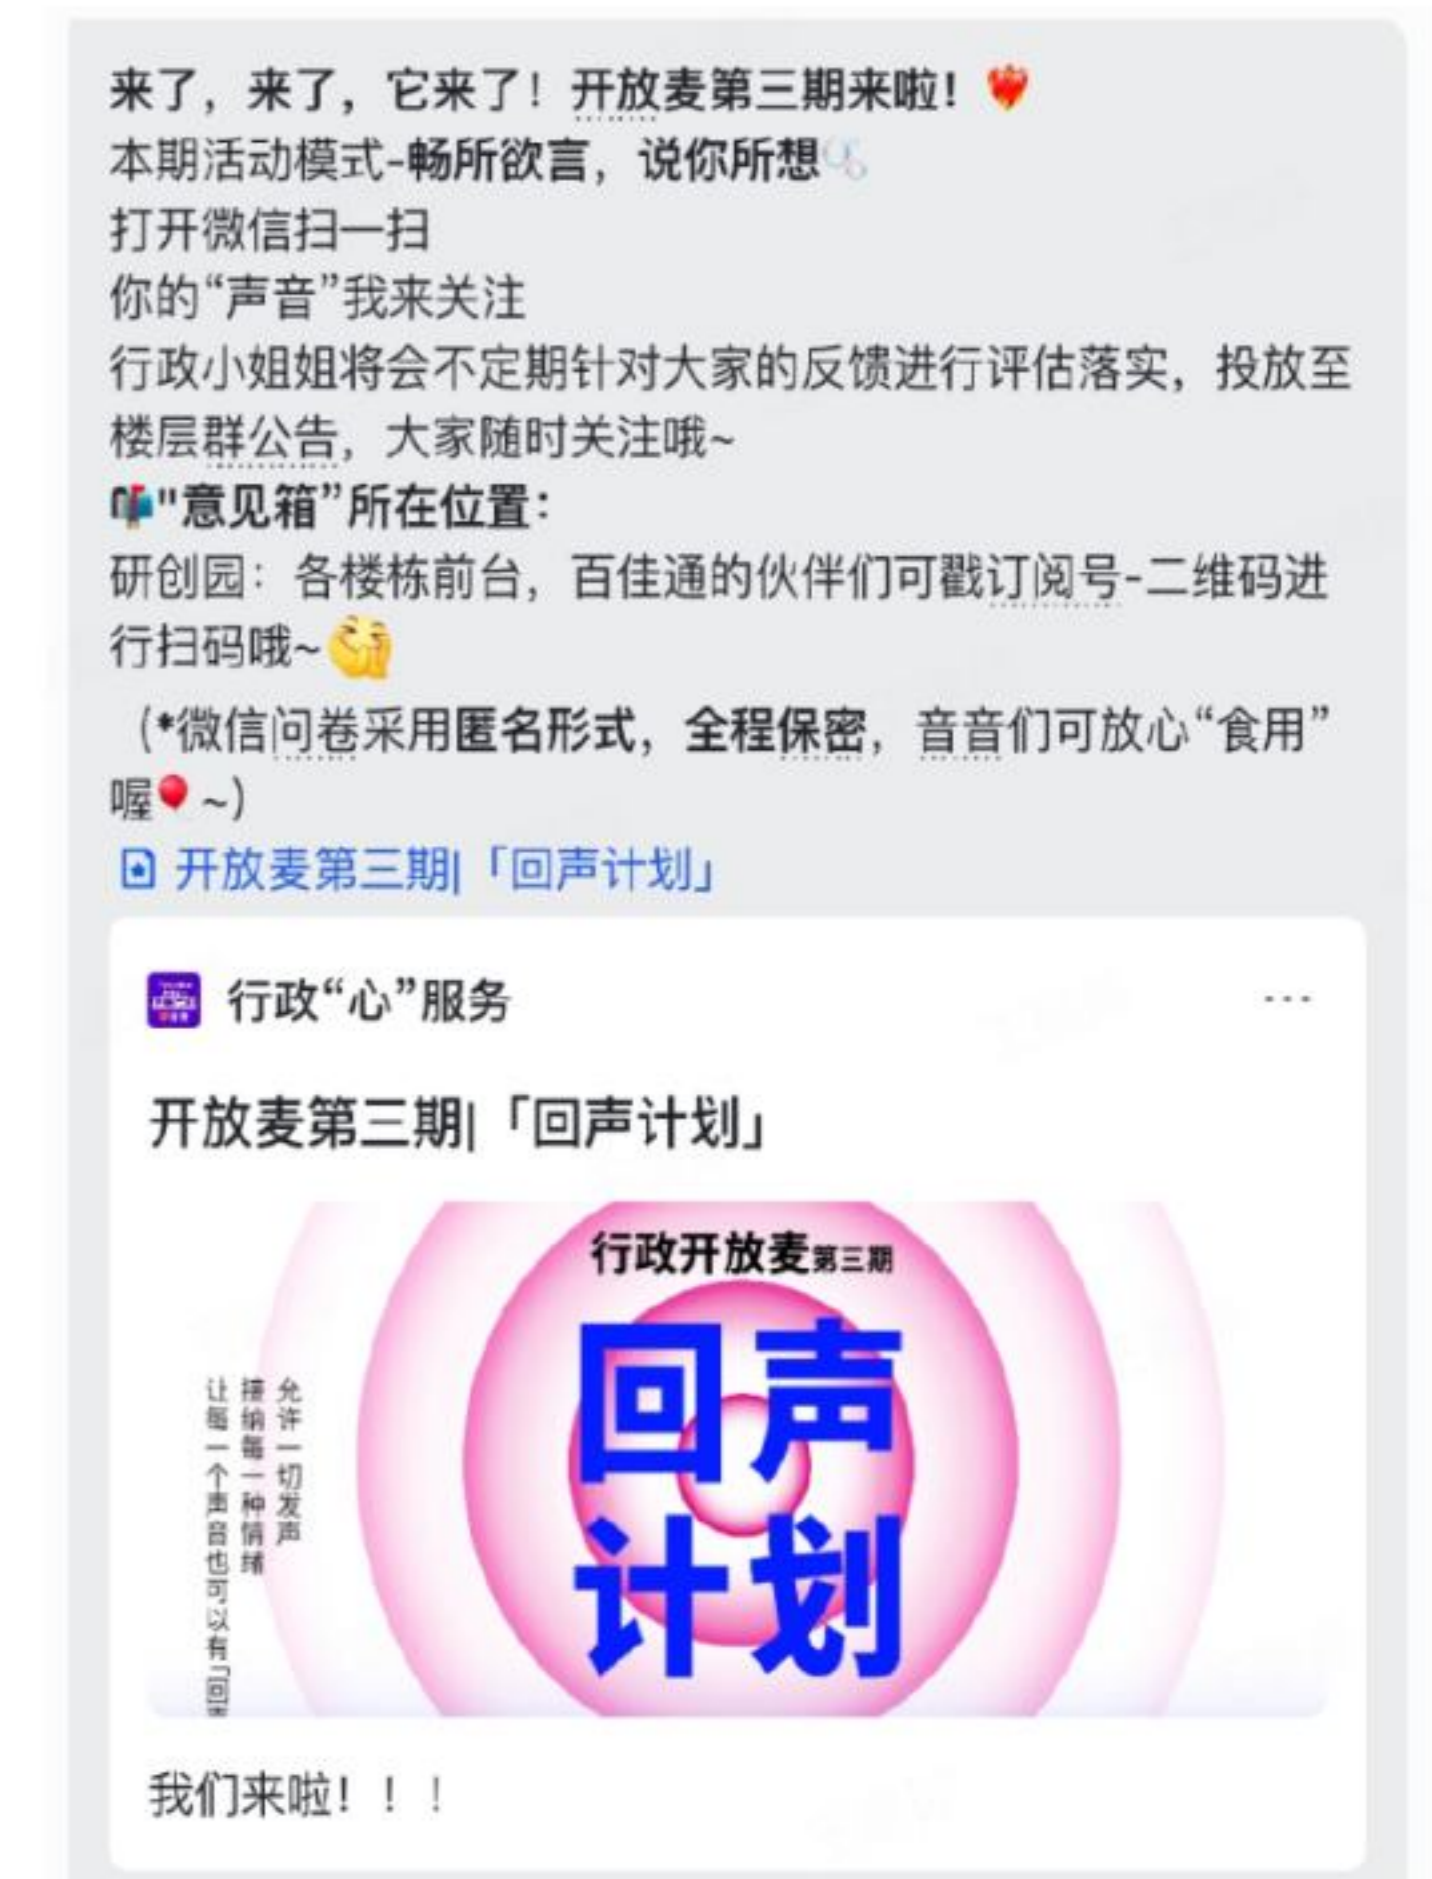 来了，来了，它来了！开放麦第三期来啦！
本期活动模式-畅所欲言，说你所想
打开微信扫一扫
你的“声音”我来关注
行政小姐姐将会不定期针对大家的反馈进行评估落实，投放至
楼层群公告，大家随时关注哦~
"意见箱”所在位置：
研创园：各楼栋前台，百佳通的伙伴们可戳订阅号-二维码进
行扫码哦~
（*微信问卷采用匿名形式，全程保密，音音们可放心“食用”
喔~）
开放麦第三期|「回声计划」
行政“心”服务
开放麦第三期|「回声计划」
行政开放麦第三期
回声
计划
允许一切发声
接纳每一种情绪
让每一个声音也可以有「回
我们来啦！！！